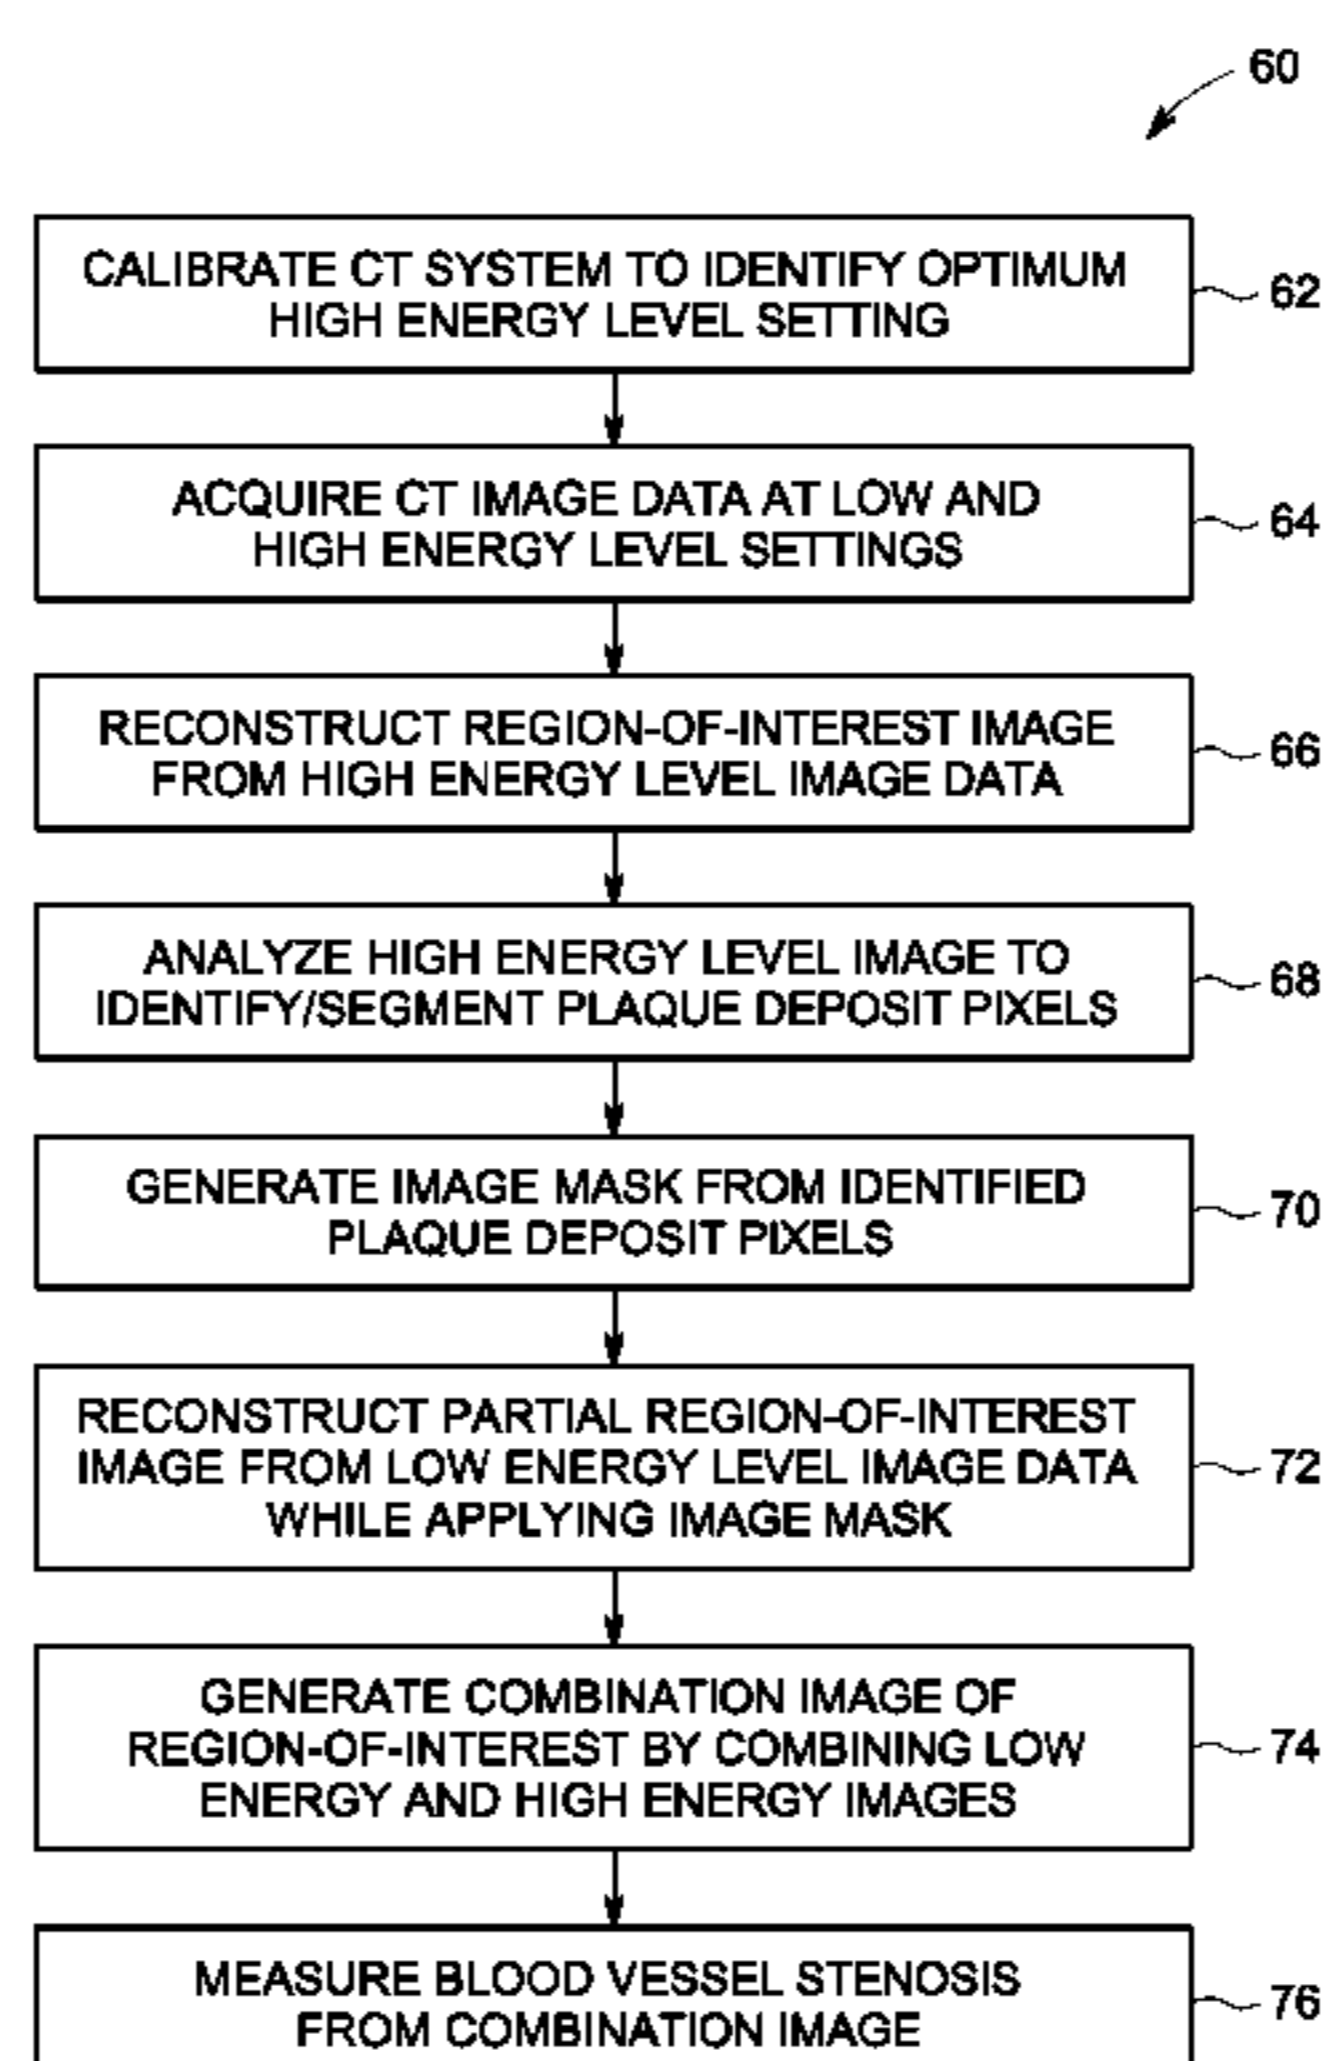 60
CALIBRATE CT SYSTEM TO IDENTIFY OPTIMUM
HIGH ENERGY LEVEL SETTING
62
ACQUIRE CT IMAGE DATA AT LOW AND
HIGH ENERGY LEVEL SETTINGS
64
RECONSTRUCT REGION-OF-INTEREST IMAGE
FROM HIGH ENERGY LEVEL IMAGE DATA
66
ANALYZE HIGH ENERGY LEVEL IMAGE TO
IDENTIFY/SEGMENT PLAQUE DEPOSIT PIXELS
68
GENERATE IMAGE MASK FROM IDENTIFIED
PLAQUE DEPOSIT PIXELS
70
RECONSTRUCT PARTIAL REGION-OF-INTEREST
IMAGE FROM LOW ENERGY LEVEL IMAGE DATA
WHILE APPLYING IMAGE MASK
72
GENERATE COMBINATION IMAGE OF
REGION-OF-INTEREST BY COMBINING LOW
ENERGY AND HIGH ENERGY IMAGES
74
MEASURE BLOOD VESSEL STENOSIS
FROM COMBINATION IMAGE
76